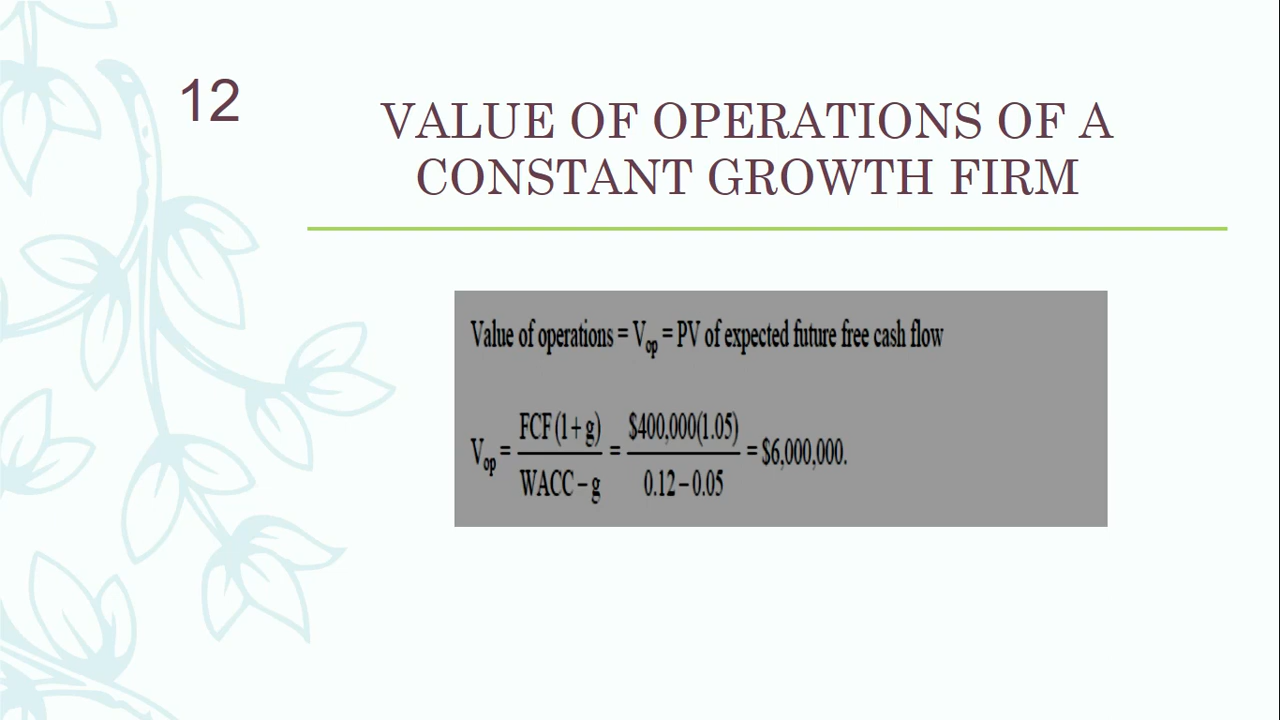 12
VALUE OF OPERATIONS OF A
CONSTANT GROWTH FIRM
Value of operations = Vop = PV of expected future free cash flow
Vop = FCF (1 + g) / WACC − g = $400,000(1.05) / 0.12 − 0.05 = $6,000,000.